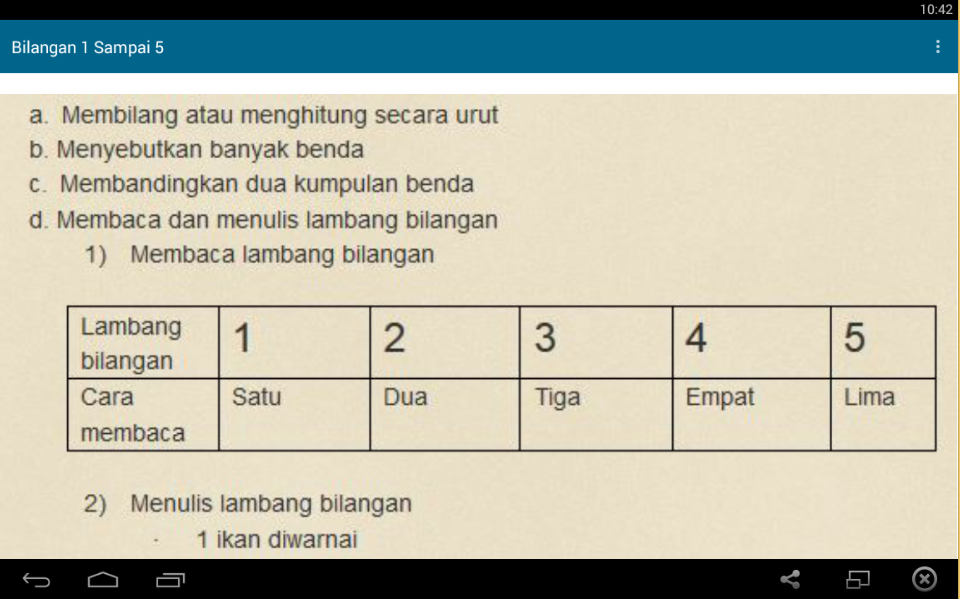 10:42
Bilangan 1 Sampai 5
a. Membilang atau menghitung secara urut
b. Menyebutkan banyak benda
c. Membandingkan dua kumpulan benda
d. Membaca dan menulis lambang bilangan
1) Membaca lambang bilangan
Lambang bilangan 1 2 3 4 5
Cara membaca Satu Dua Tiga Empat Lima
2) Menulis lambang bilangan
· 1 ikan diwarnai